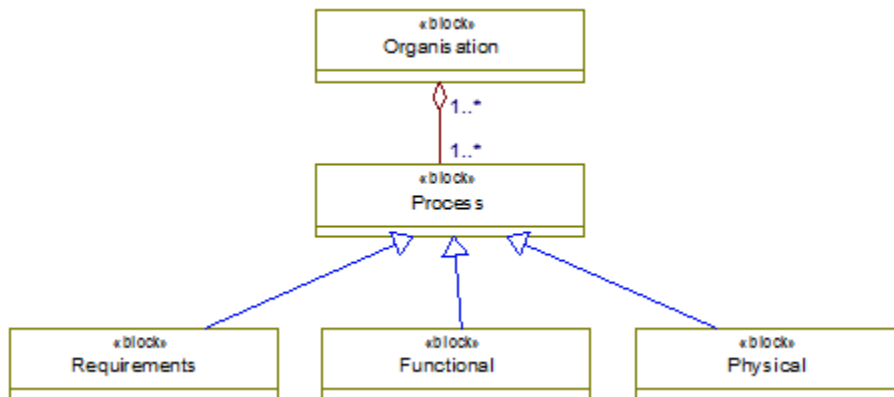 «block»
Organisation
1..*
1..*
«block»
Process
«block»
Requirements
«block»
Functional
«block»
Physical